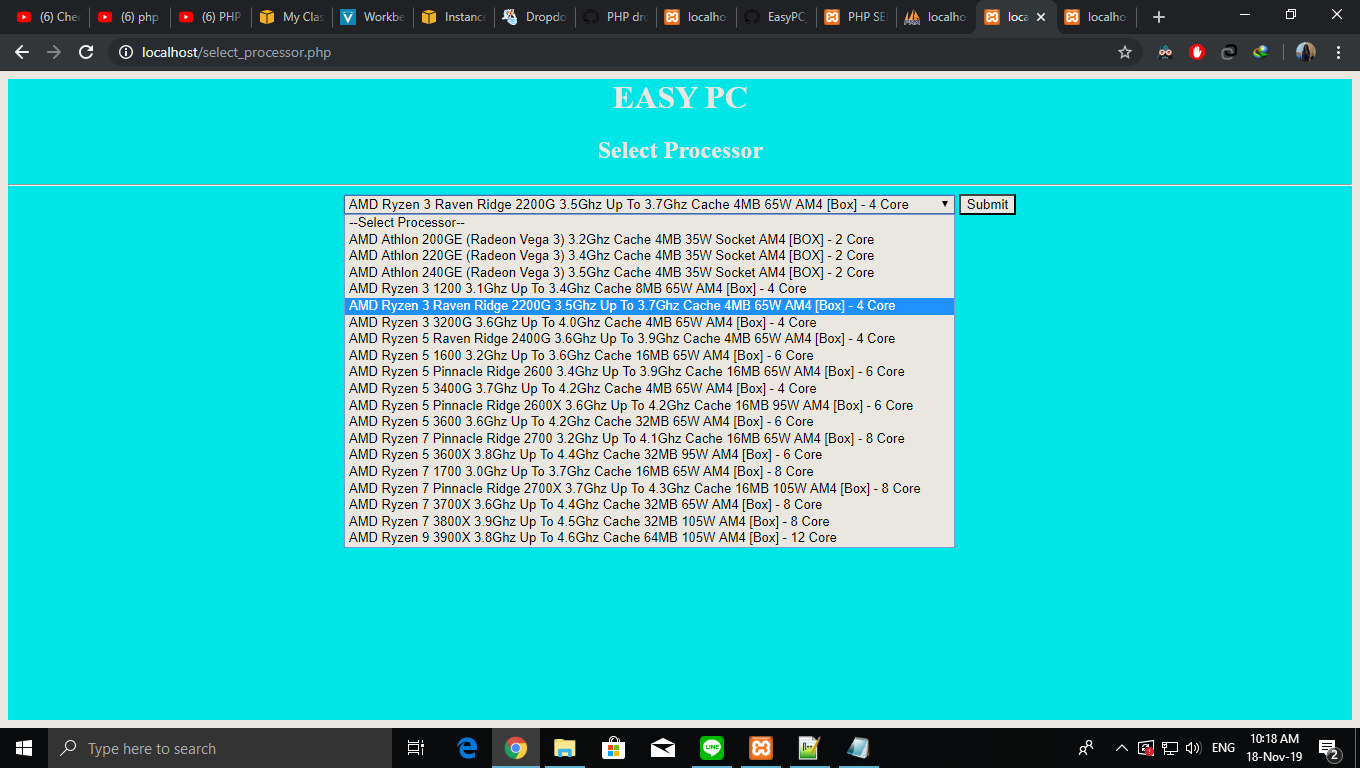 (6) Chec
(6) php
(6) PHP
My Clas
Workbe
Instance
Dropdo
PHP dro
localhos
EasyPC_
PHP SEL
localhos
loca
localhos
localhost/select_processor.php
EASY PC
Select Processor
AMD Ryzen 3 Raven Ridge 2200G 3.5Ghz Up To 3.7Ghz Cache 4MB 65W AM4 [Box] - 4 Core
Submit
--Select Processor--
AMD Athlon 200GE (Radeon Vega 3) 3.2Ghz Cache 4MB 35W Socket AM4 [BOX] - 2 Core
AMD Athlon 220GE (Radeon Vega 3) 3.4Ghz Cache 4MB 35W Socket AM4 [BOX] - 2 Core
AMD Athlon 240GE (Radeon Vega 3) 3.5Ghz Cache 4MB 35W Socket AM4 [BOX] - 2 Core
AMD Ryzen 3 1200 3.1Ghz Up To 3.4Ghz Cache 8MB 65W AM4 [Box] - 4 Core
AMD Ryzen 3 Raven Ridge 2200G 3.5Ghz Up To 3.7Ghz Cache 4MB 65W AM4 [Box] - 4 Core
AMD Ryzen 3 3200G 3.6Ghz Up To 4.0Ghz Cache 4MB 65W AM4 [Box] - 4 Core
AMD Ryzen 5 Raven Ridge 2400G 3.6Ghz Up To 3.9Ghz Cache 4MB 65W AM4 [Box] - 4 Core
AMD Ryzen 5 1600 3.2Ghz Up To 3.6Ghz Cache 16MB 65W AM4 [Box] - 6 Core
AMD Ryzen 5 Pinnacle Ridge 2600 3.4Ghz Up To 3.9Ghz Cache 16MB 65W AM4 [Box] - 6 Core
AMD Ryzen 5 3400G 3.7Ghz Up To 4.2Ghz Cache 4MB 65W AM4 [Box] - 4 Core
AMD Ryzen 5 Pinnacle Ridge 2600X 3.6Ghz Up To 4.2Ghz Cache 16MB 95W AM4 [Box] - 6 Core
AMD Ryzen 5 3600 3.6Ghz Up To 4.2Ghz Cache 32MB 65W AM4 [Box] - 6 Core
AMD Ryzen 7 Pinnacle Ridge 2700 3.2Ghz Up To 4.1Ghz Cache 16MB 65W AM4 [Box] - 8 Core
AMD Ryzen 5 3600X 3.8Ghz Up To 4.4Ghz Cache 32MB 95W AM4 [Box] - 6 Core
AMD Ryzen 7 1700 3.0Ghz Up To 3.7Ghz Cache 16MB 65W AM4 [Box] - 8 Core
AMD Ryzen 7 Pinnacle Ridge 2700X 3.7Ghz Up To 4.3Ghz Cache 16MB 105W AM4 [Box] - 8 Core
AMD Ryzen 7 3700X 3.6Ghz Up To 4.4Ghz Cache 32MB 65W AM4 [Box] - 8 Core
AMD Ryzen 7 3800X 3.9Ghz Up To 4.5Ghz Cache 32MB 105W AM4 [Box] - 8 Core
AMD Ryzen 9 3900X 3.8Ghz Up To 4.6Ghz Cache 64MB 105W AM4 [Box] - 12 Core
Type here to search
LINE
ENG
10:18 AM
18-Nov-19
2